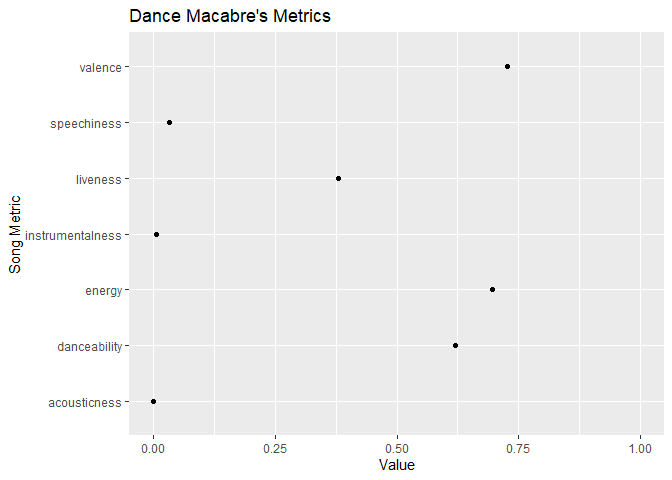 Dance Macabre's Metrics
Song Metric
valence
speechiness
liveness
instrumentalness
energy
danceability
acousticness
0.00 0.25 0.50 0.75 1.00
Value